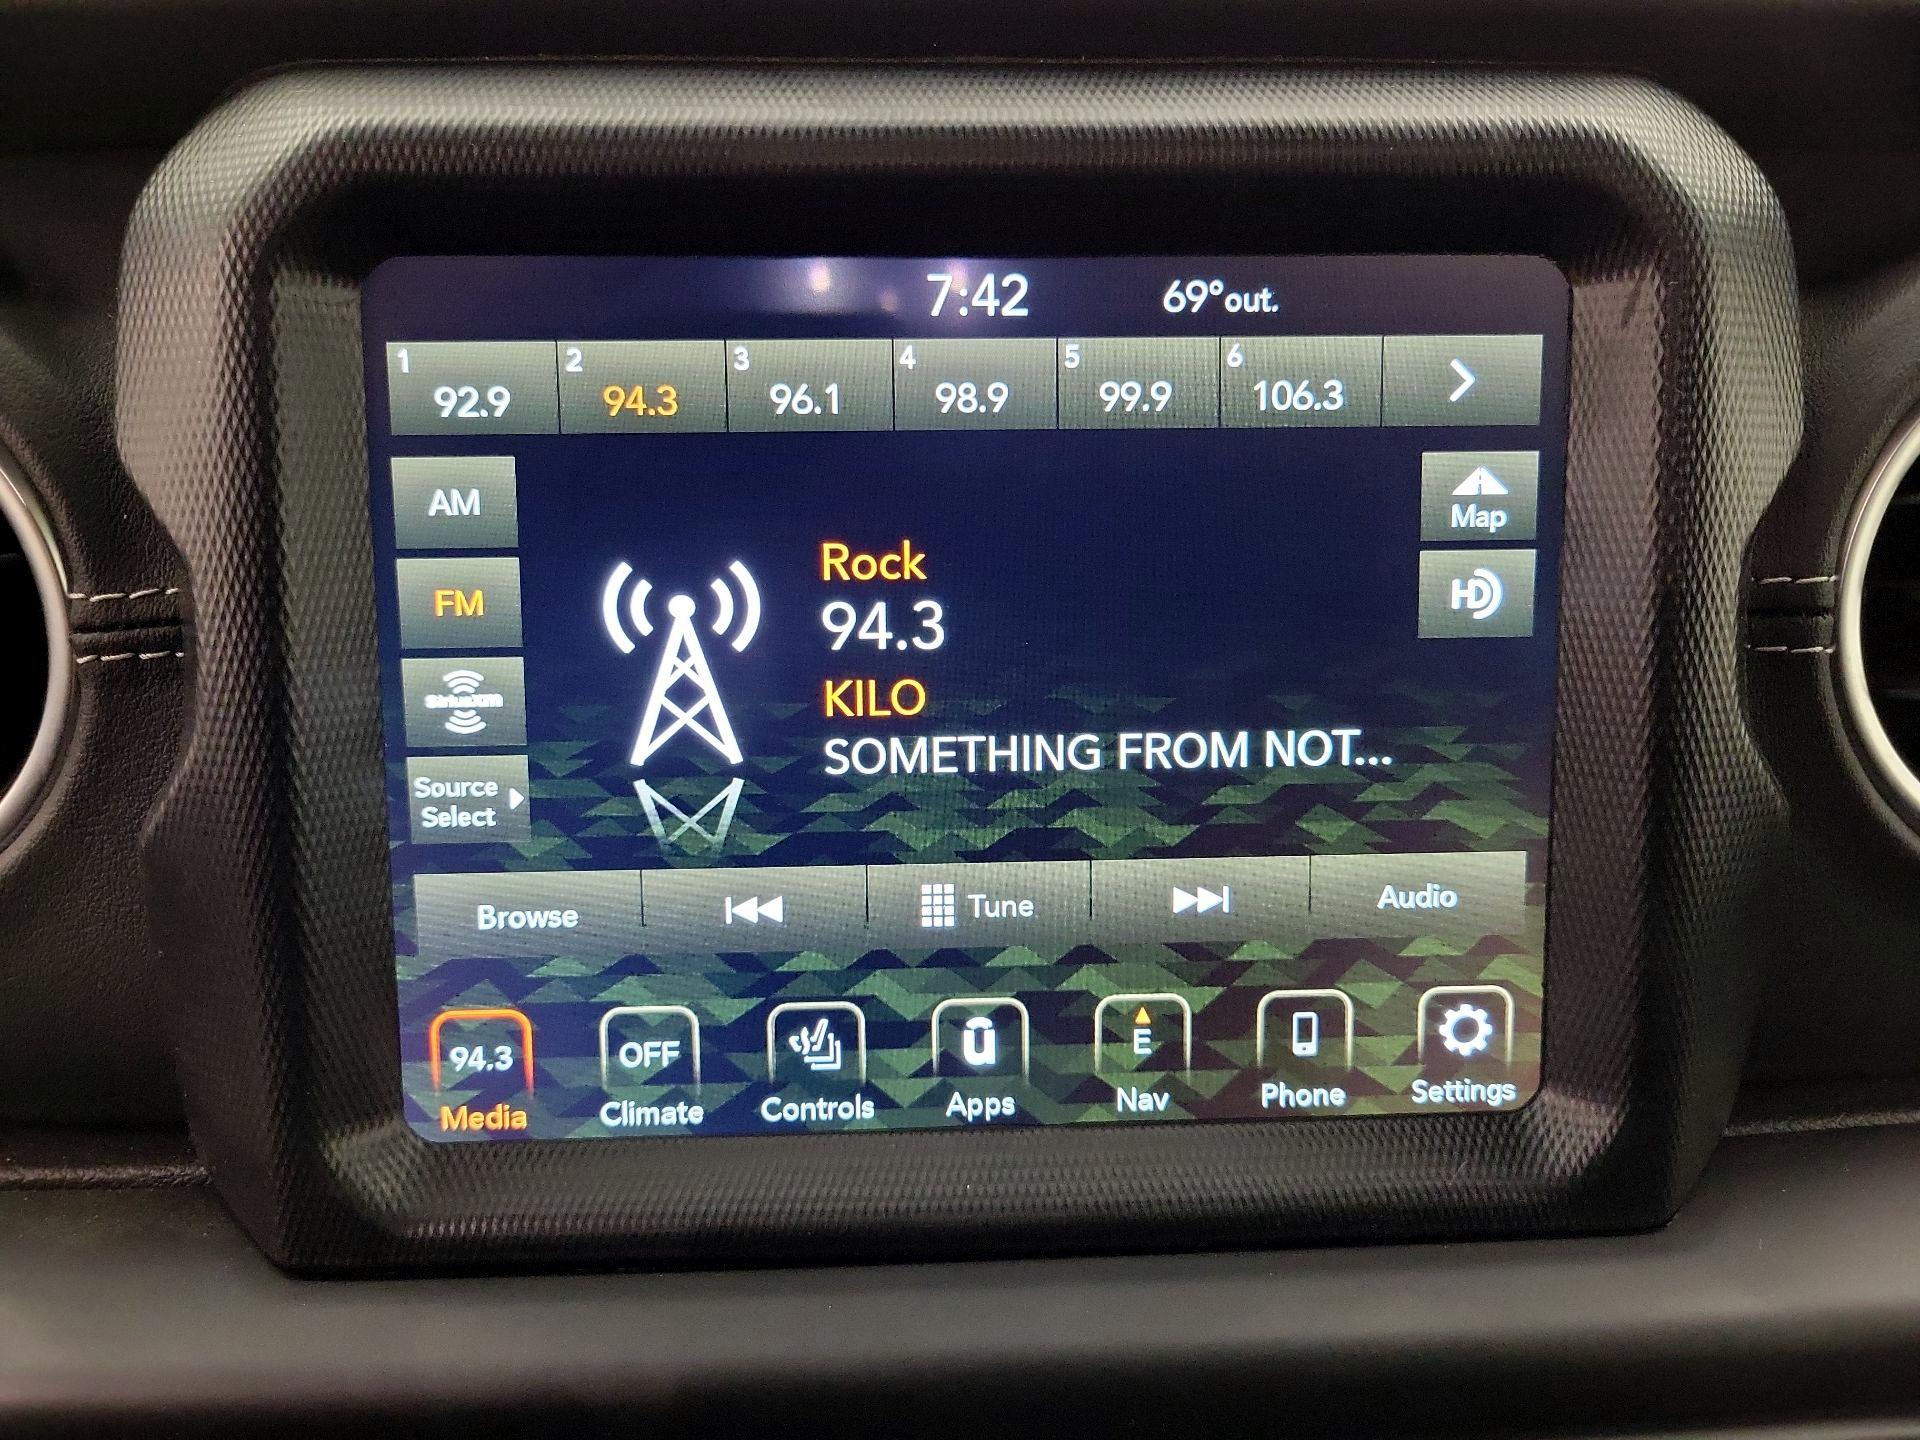 7:42 69°out.
1 2 3 4 5 6
92.9 94.3 96.1 98.9 99.9 106.3
AM
Map
FM
HD
Rock
94.3
KILO
SOMETHING FROM NOT...
SiriusXM
Source
Select
Browse Tune Audio
94.3 OFF E
Media Climate Controls Apps Nav Phone Settings